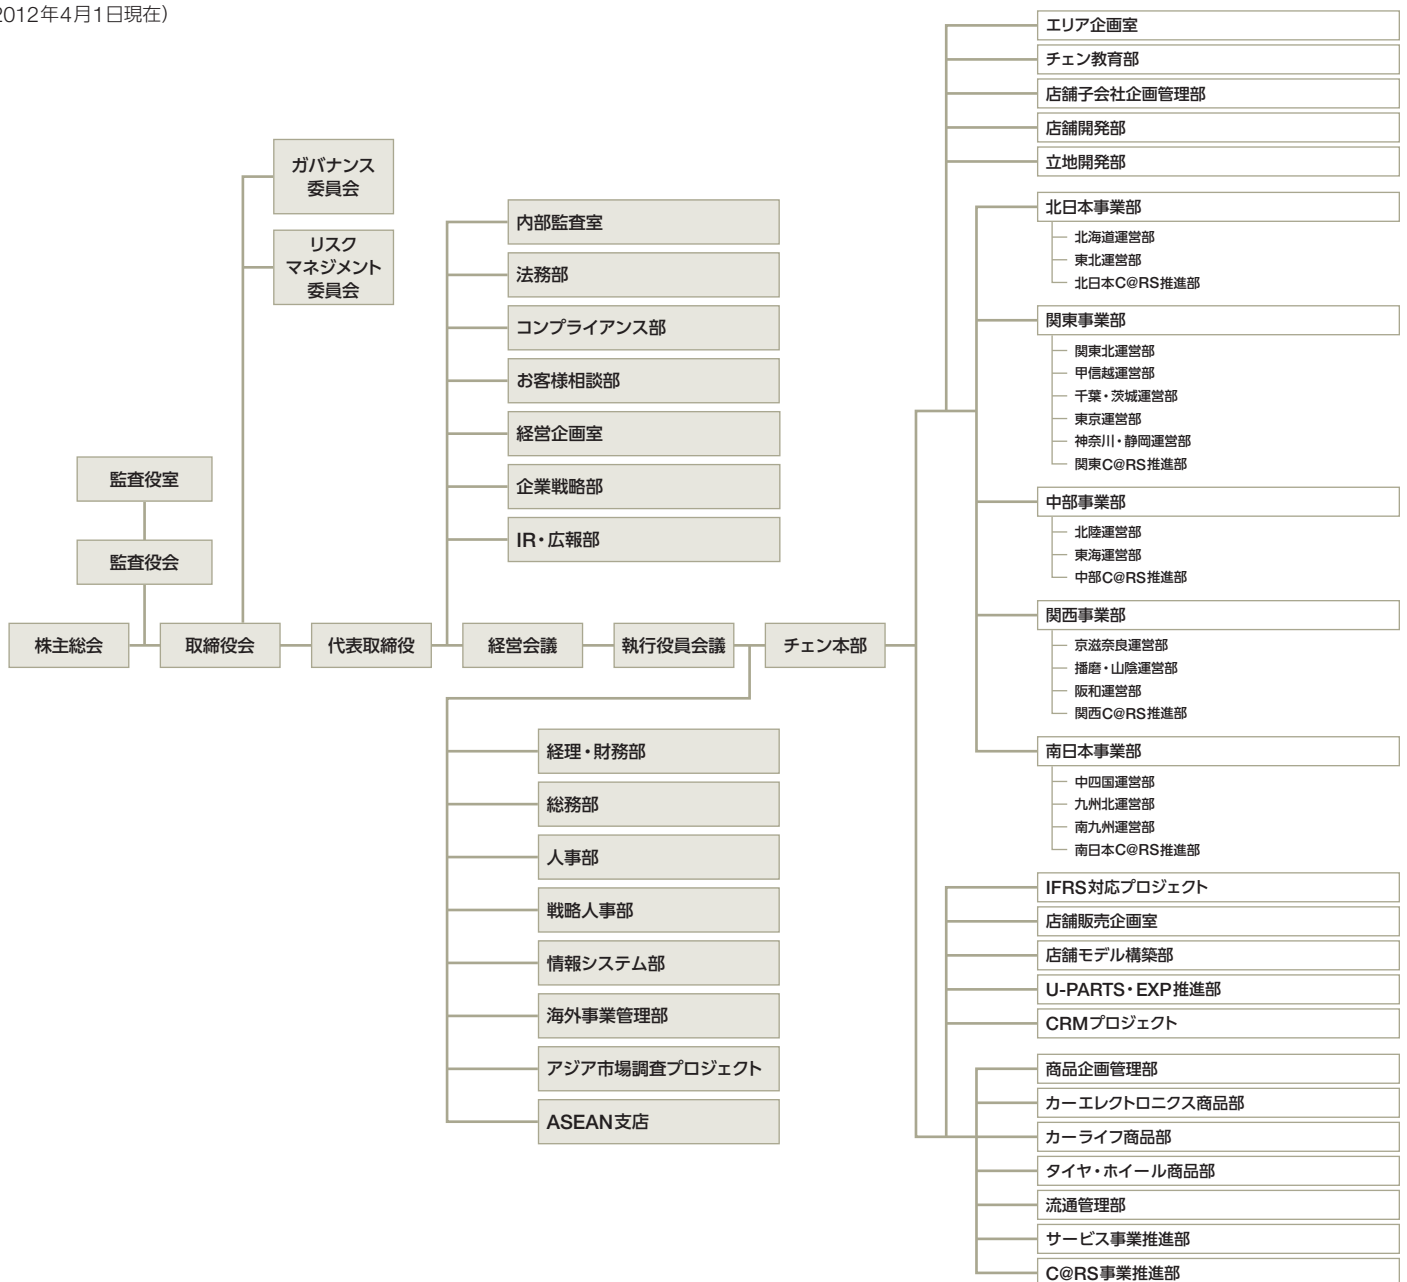 2012年4月1日現在）
ガバナンス
委員会
リスク
マネジメント
委員会
監査役室
監査役会
株主総会
取締役会
代表取締役
経営会議
執行役員会議
チェン本部
内部監査室
法務部
コンプライアンス部
お客様相談部
経営企画室
企業戦略部
IR・広報部
経理・財務部
総務部
人事部
戦略人事部
情報システム部
海外事業管理部
アジア市場調査プロジェクト
ASEAN支店
エリア企画室
チェン教育部
店舗子会社企画管理部
店舗開発部
立地開発部
北日本事業部
北海道運営部
東北運営部
北日本C@RS推進部
関東事業部
関東北運営部
甲信越運営部
千葉・茨城運営部
東京運営部
神奈川・静岡運営部
関東C@RS推進部
中部事業部
北陸運営部
東海運営部
中部C@RS推進部
関西事業部
京滋奈良運営部
播磨・山陰運営部
阪和運営部
関西C@RS推進部
南日本事業部
中四国運営部
九州北運営部
南九州運営部
南日本C@RS推進部
IFRS対応プロジェクト
店舗販売企画室
店舗モデル構築部
U-PARTS・EXP推進部
CRMプロジェクト
商品企画管理部
カーエレクトロニクス商品部
カーライフ商品部
タイヤ・ホイール商品部
流通管理部
サービス事業推進部
C@RS事業推進部